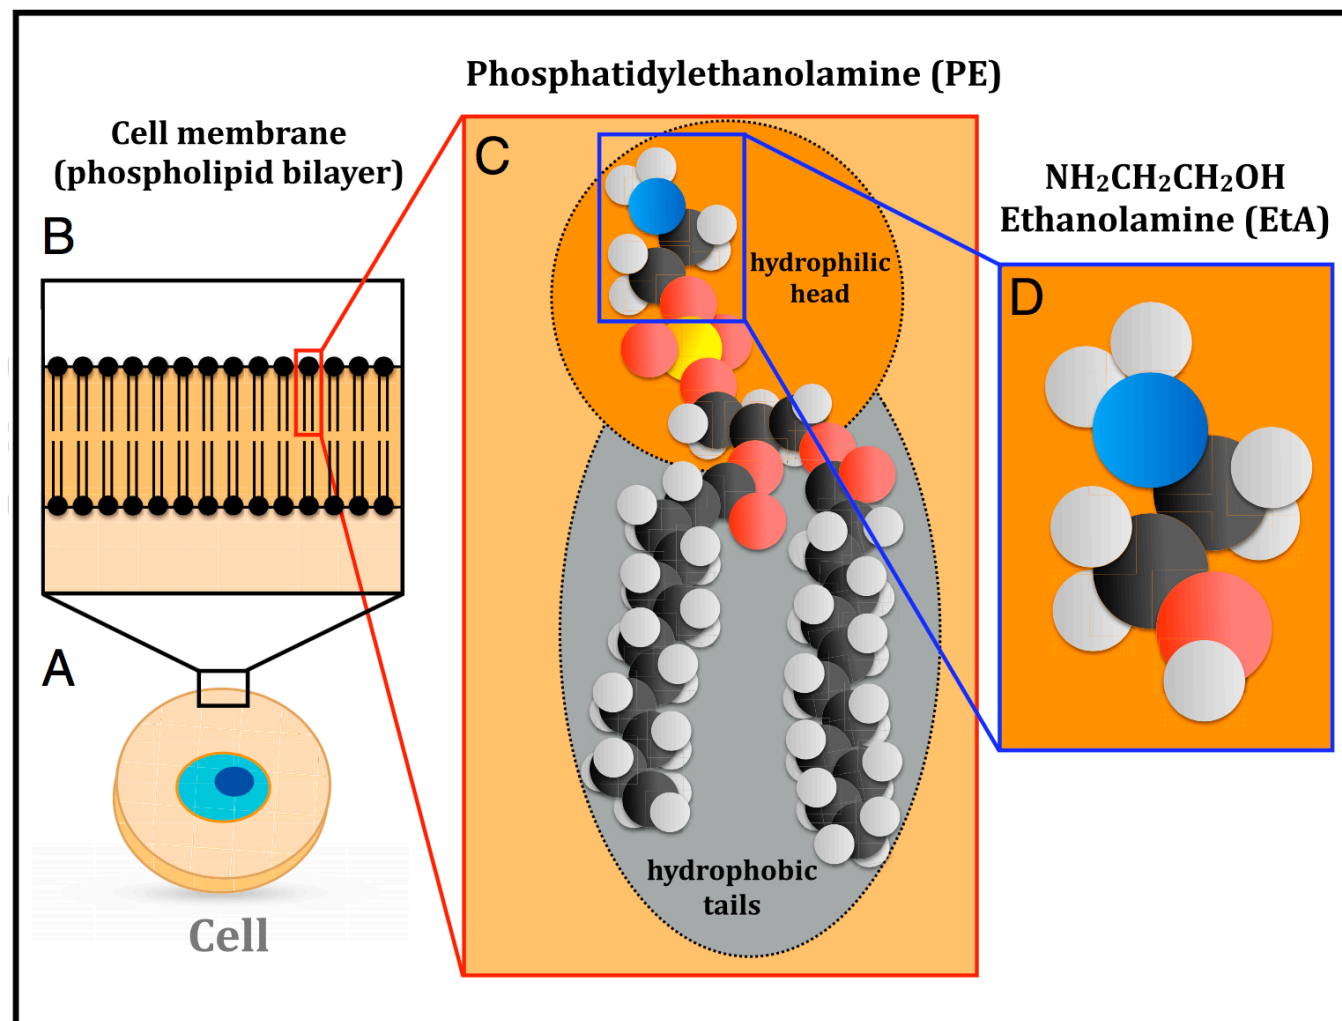 Phosphatidylethanolamine (PE)
Cell membrane
(phospholipid bilayer)
B
C
hydrophilic
head
NH₂CH₂CH₂OH
Ethanolamine (EtA)
D
A
Cell
hydrophobic
tails